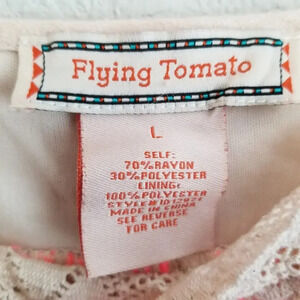 Flying Tomato
L
SELF:
70%RAYON
30%POLYESTER
LINING:
100%POLYESTER
MADE IN CHINA
SEE REVERSE
FOR CARE